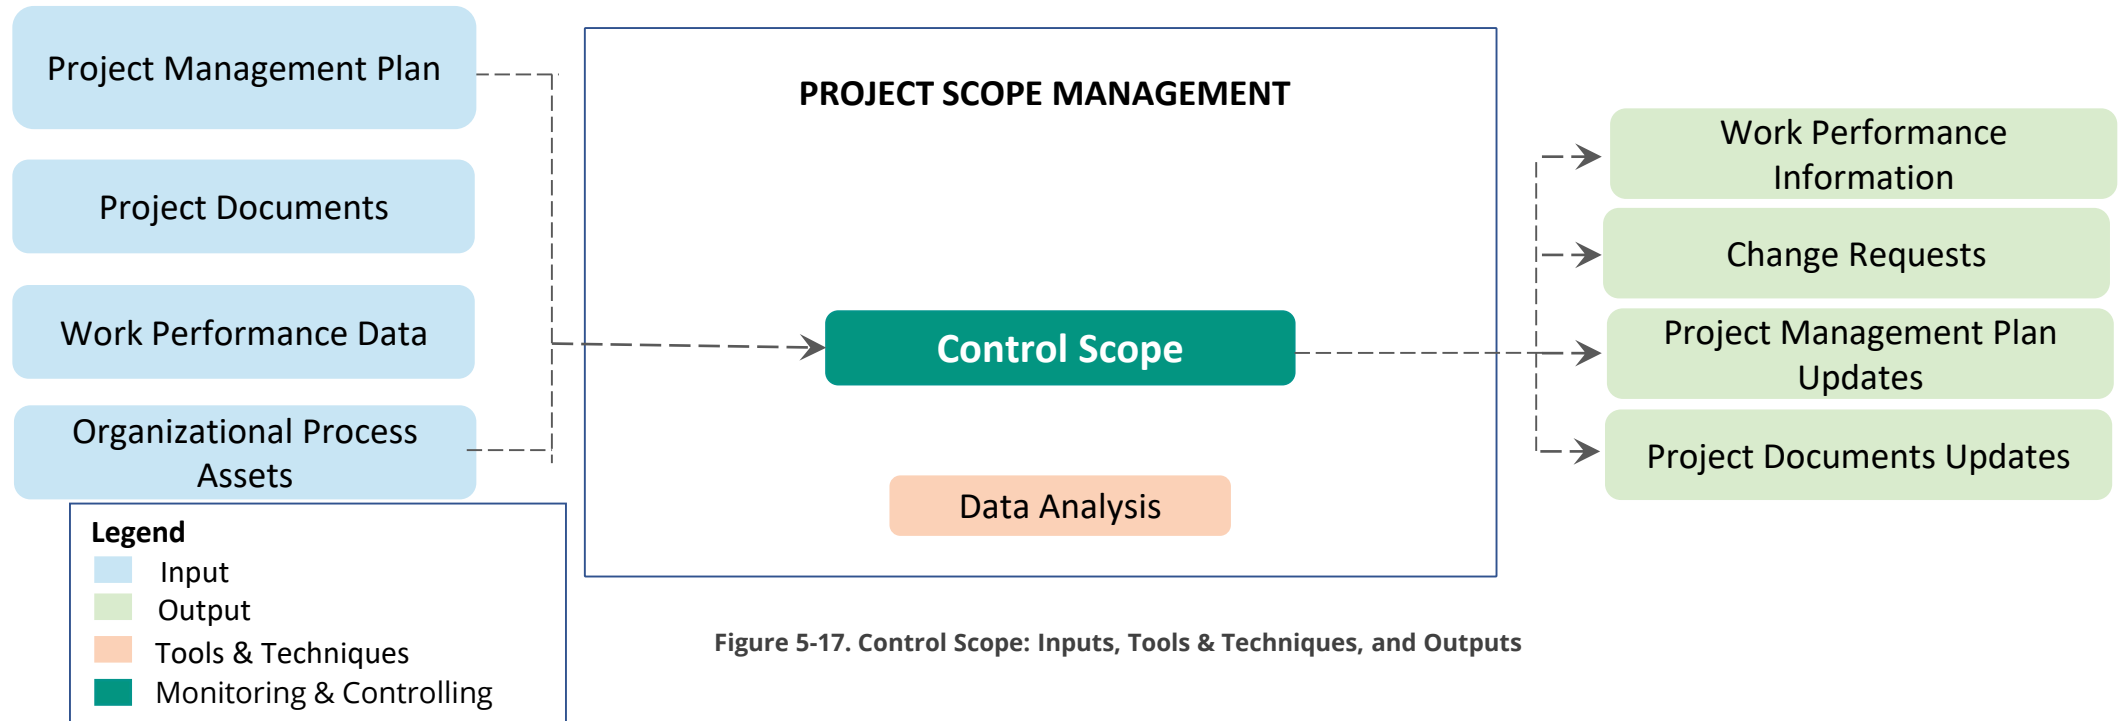 Project Management Plan
Project Documents
Work Performance Data
Organizational Process
Assets
PROJECT SCOPE MANAGEMENT
Control Scope
Data Analysis
Work Performance
Information
Change Requests
Project Management Plan
Updates
Project Documents Updates
Legend
Input
Output
Tools & Techniques
Monitoring & Controlling
Figure 5-17. Control Scope: Inputs, Tools & Techniques, and Outputs